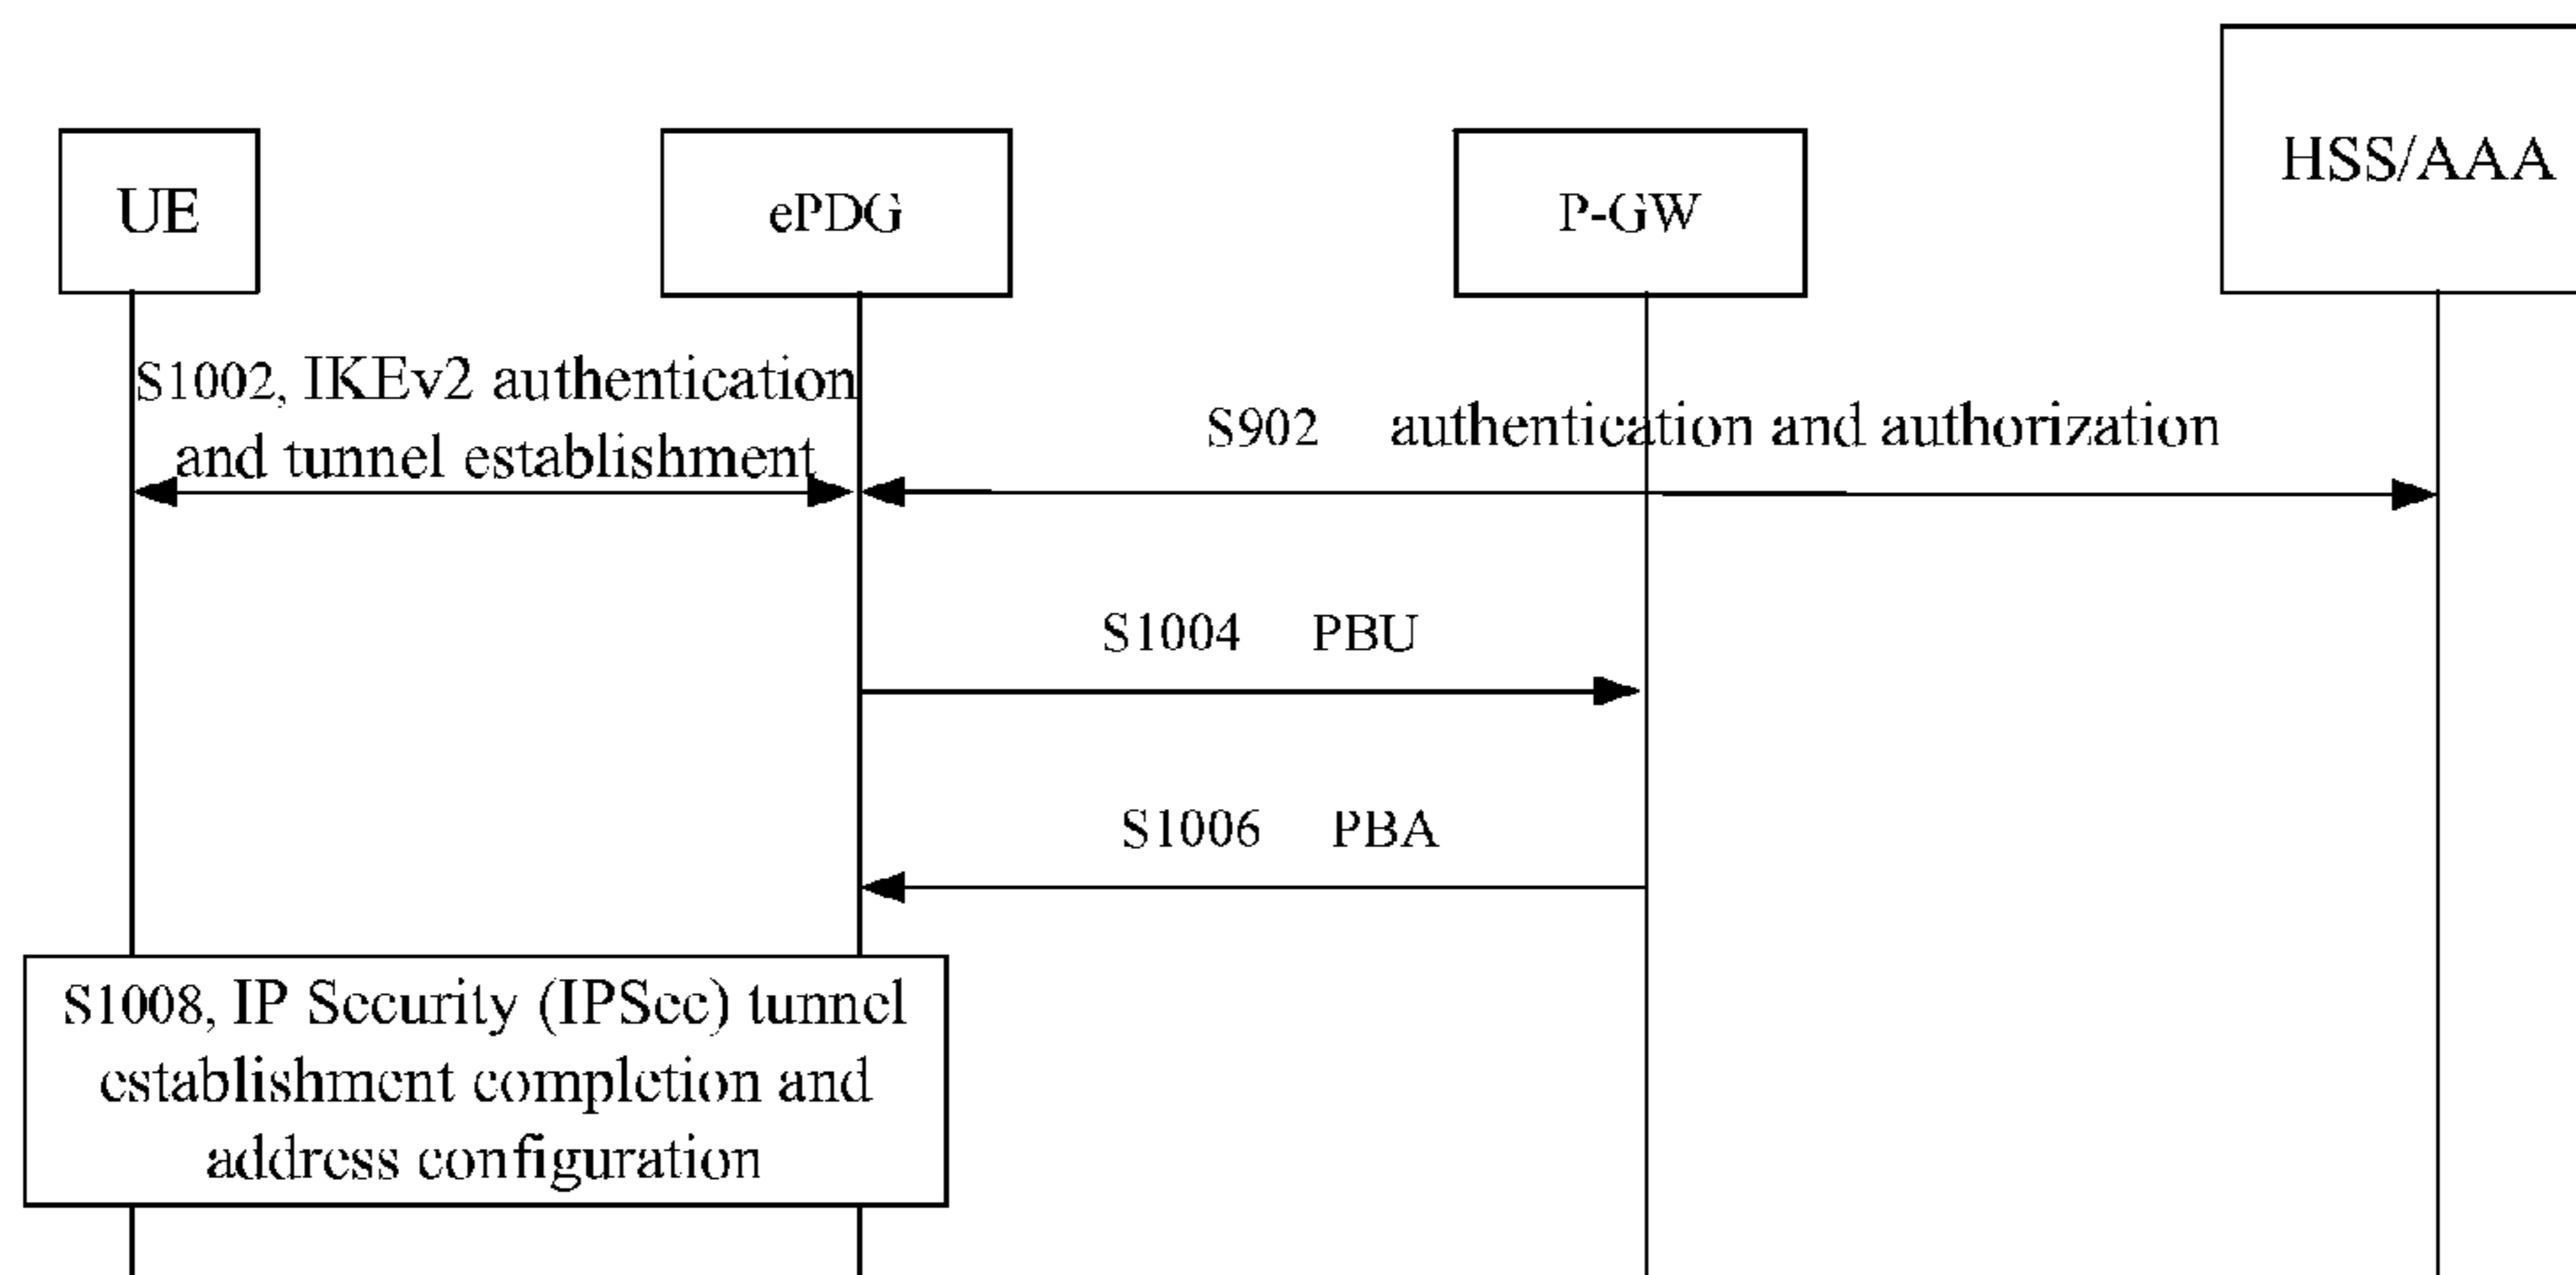 UE
ePDG
P-GW
HSS/AAA
S1002, IKEv2 authentication
and tunnel establishment
S902 authentication and authorization
S1004 PBU
S1006 PBA
S1008, IP Security (IPSec) tunnel
establishment completion and
address configuration